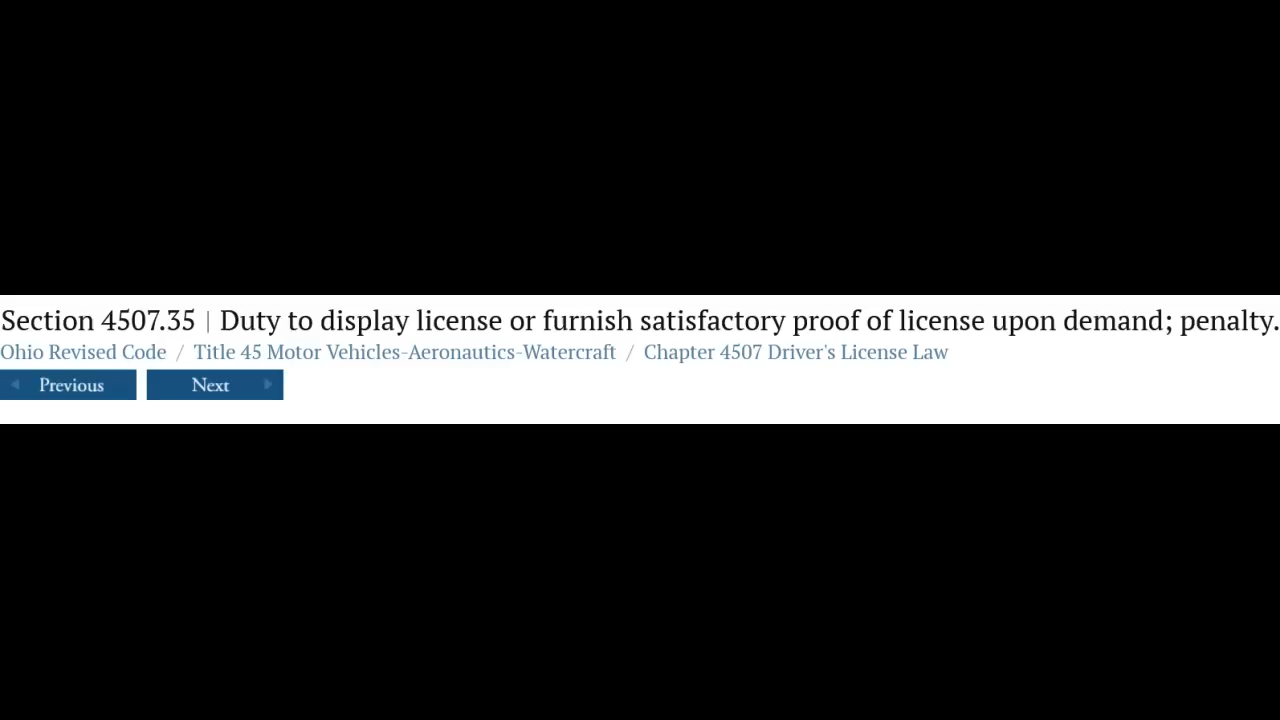 Section 4507.35 | Duty to display license or furnish satisfactory proof of license upon demand; penalty.
Ohio Revised Code / Title 45 Motor Vehicles-Aeronautics-Watercraft / Chapter 4507 Driver's License Law
Previous Next